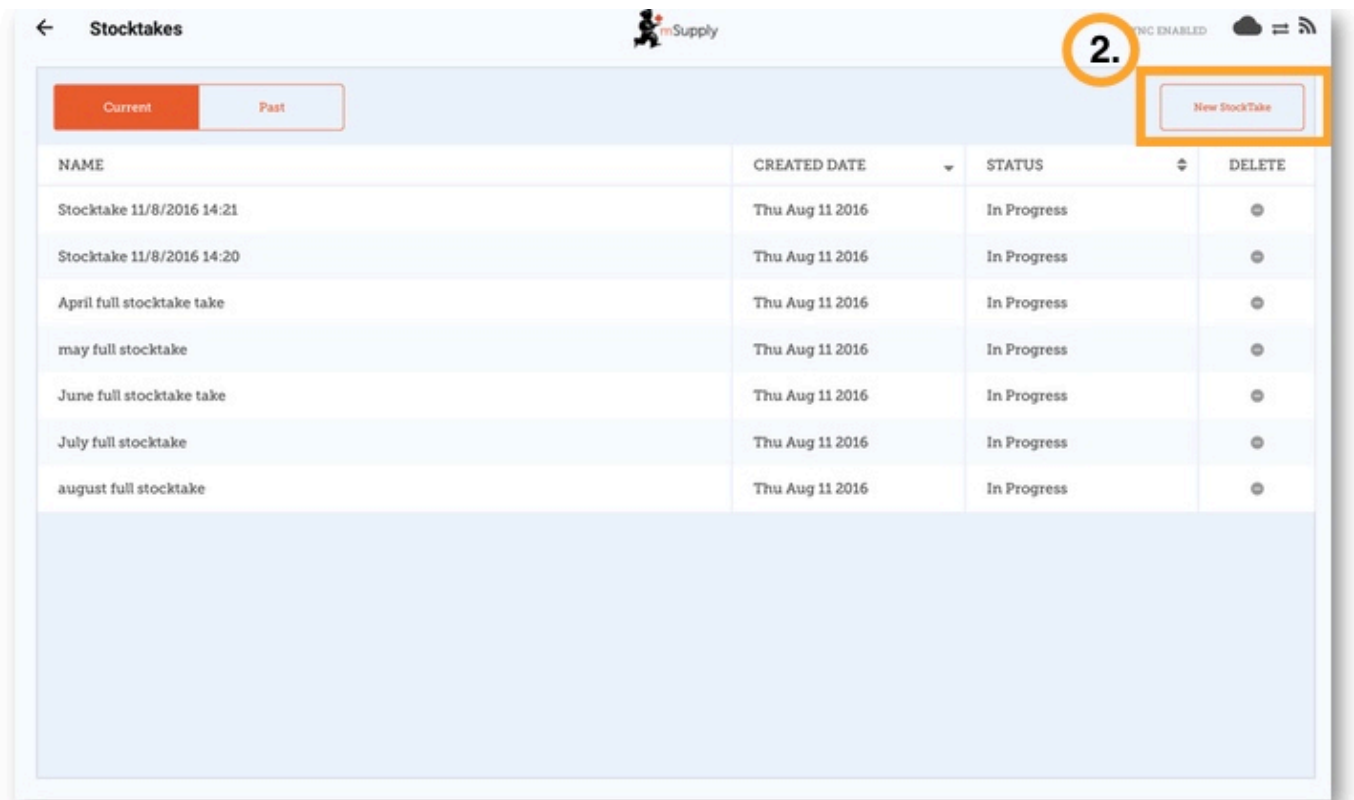 Stocktakes
mSupply
ENABLED
2.
Current Past
New StockTake
NAME CREATED DATE STATUS DELETE
Stocktake 11/8/2016 14:21 Thu Aug 11 2016 In Progress
Stocktake 11/8/2016 14:20 Thu Aug 11 2016 In Progress
April full stocktake take Thu Aug 11 2016 In Progress
may full stocktake Thu Aug 11 2016 In Progress
June full stocktake take Thu Aug 11 2016 In Progress
July full stocktake Thu Aug 11 2016 In Progress
august full stocktake Thu Aug 11 2016 In Progress